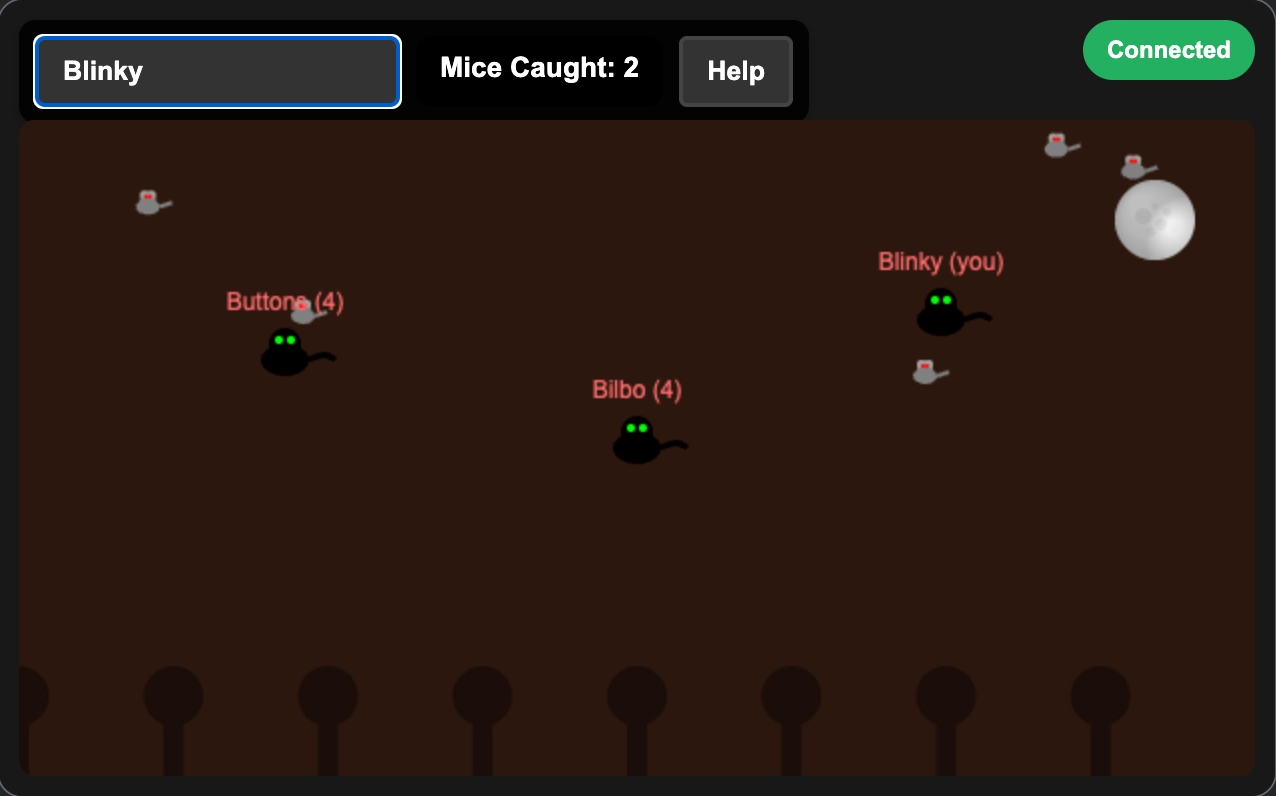 Blinky
Mice Caught: 2
Help
Connected
Blinky (you)
Buttons (4)
Bilbo (4)